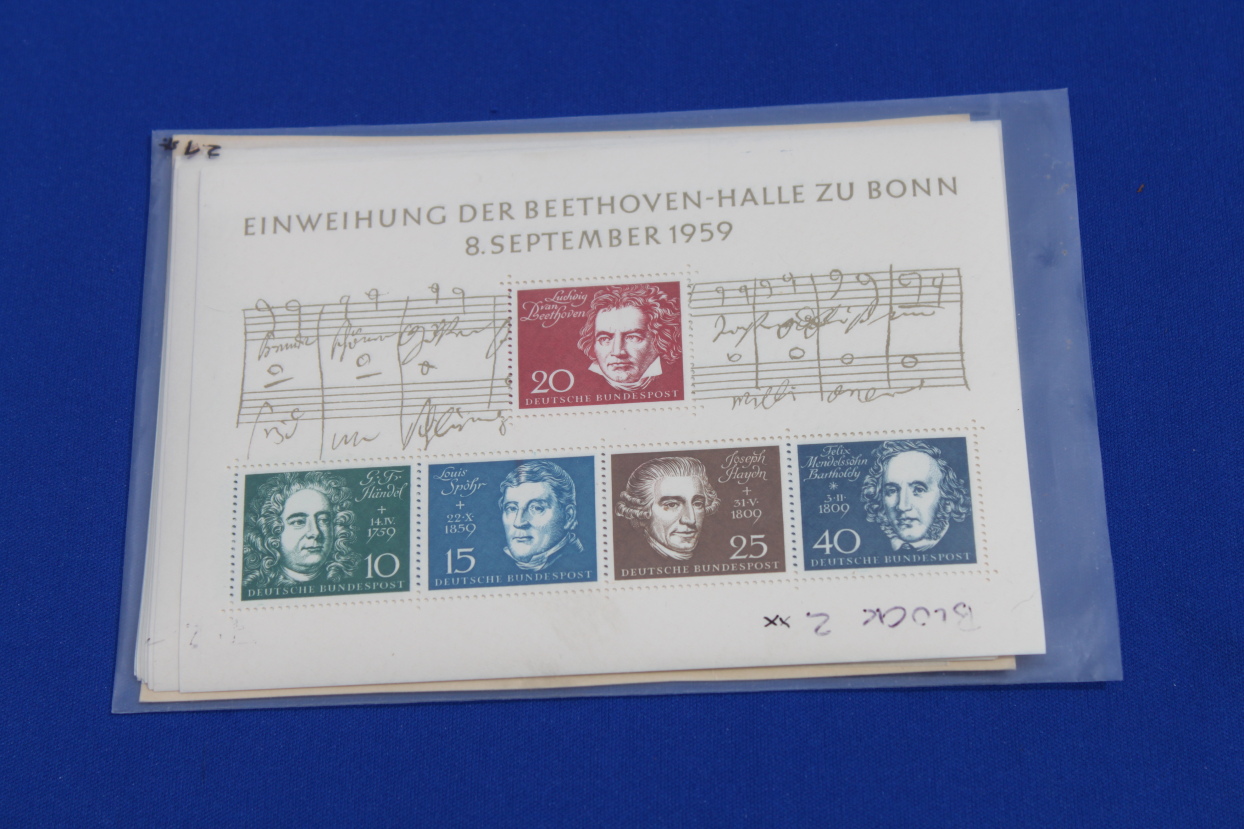 EINWEIHUNG DER BEETHOVEN-HALLE ZU BONN
8. SEPTEMBER 1959
Ludwig
van
Beethoven
20
DEUTSCHE BUNDESPOST
G. Fr.
Händel
+
14.IV.
1759
10
DEUTSCHE BUNDESPOST
Louis
Spohr
+
22.X.
1859
15
DEUTSCHE BUNDESPOST
Joseph
Haydn
+
31.V.
1809
25
DEUTSCHE BUNDESPOST
Felix
Mendelssohn
Bartholdy
*
3.II.
1809
40
DEUTSCHE BUNDESPOST
BLOCK 2 xx